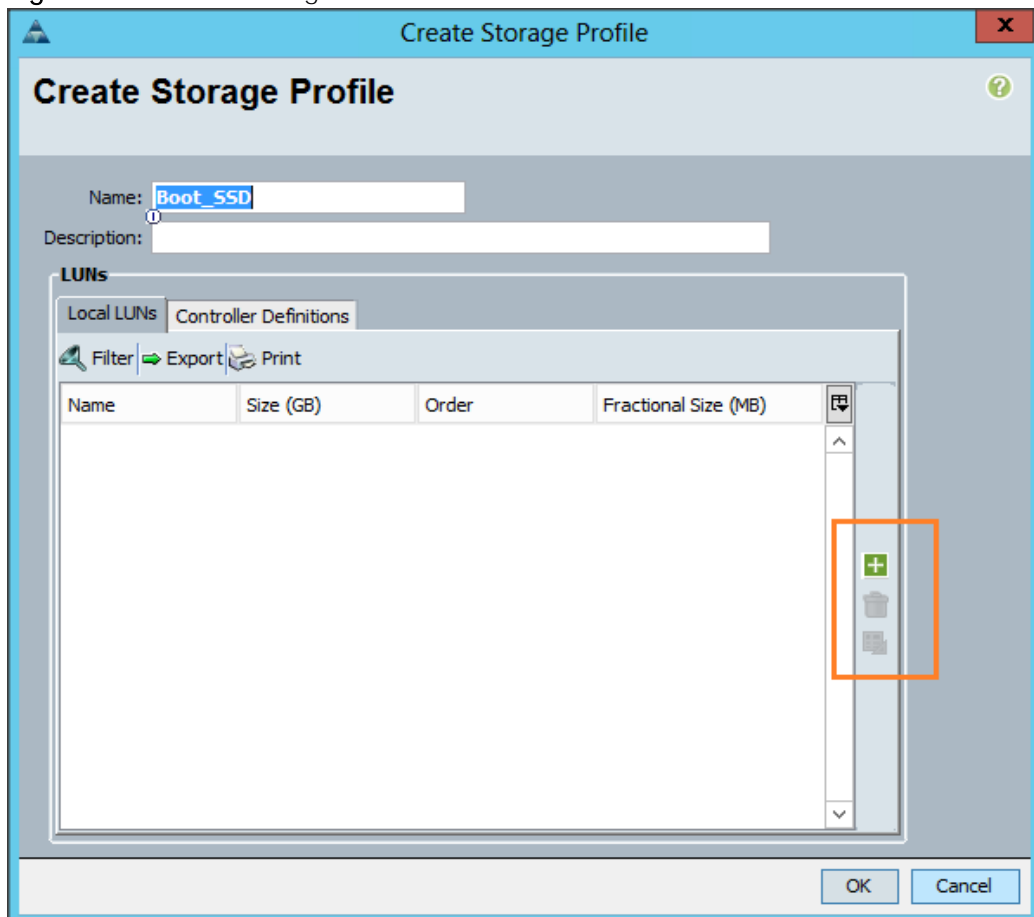 Create Storage Profile
X
Create Storage Profile
?
Name: Boot_SSD
Description:
LUNs
Local LUNs Controller Definitions
Filter Export Print
Name Size (GB) Order Fractional Size (MB)
OK Cancel